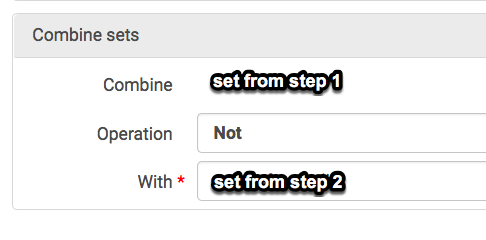 Combine sets
Combine set from step 1
Operation Not
With * set from step 2